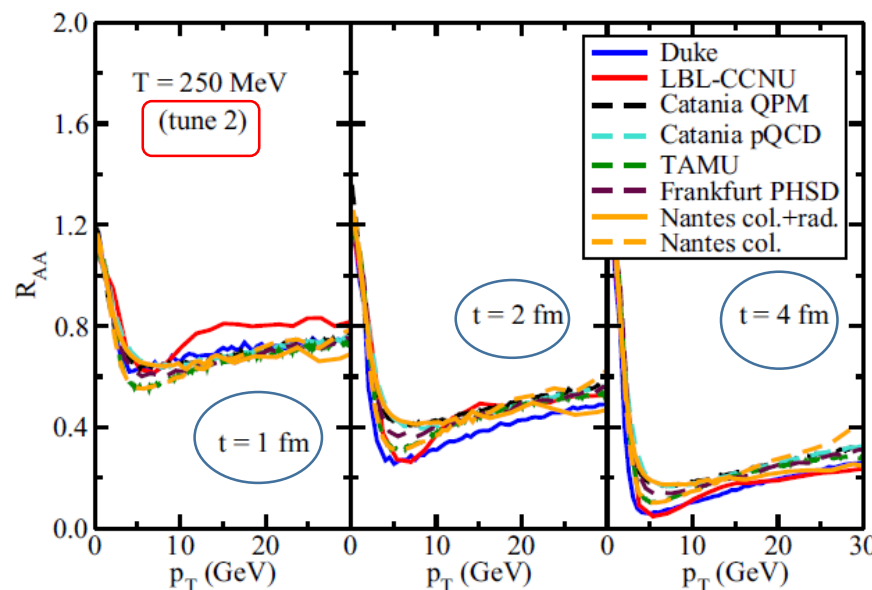 2.0
1.6
1.2
0.8
0.4
0.0
R_AA
T = 250 MeV
(tune 2)
t = 1 fm
t = 2 fm
t = 4 fm
Duke
LBL-CCNU
Catania QPM
Catania pQCD
TAMU
Frankfurt PHSD
Nantes col.+rad.
Nantes col.
0 10 20 0 10 20 0 10 20 30
p_T (GeV) p_T (GeV) p_T (GeV)